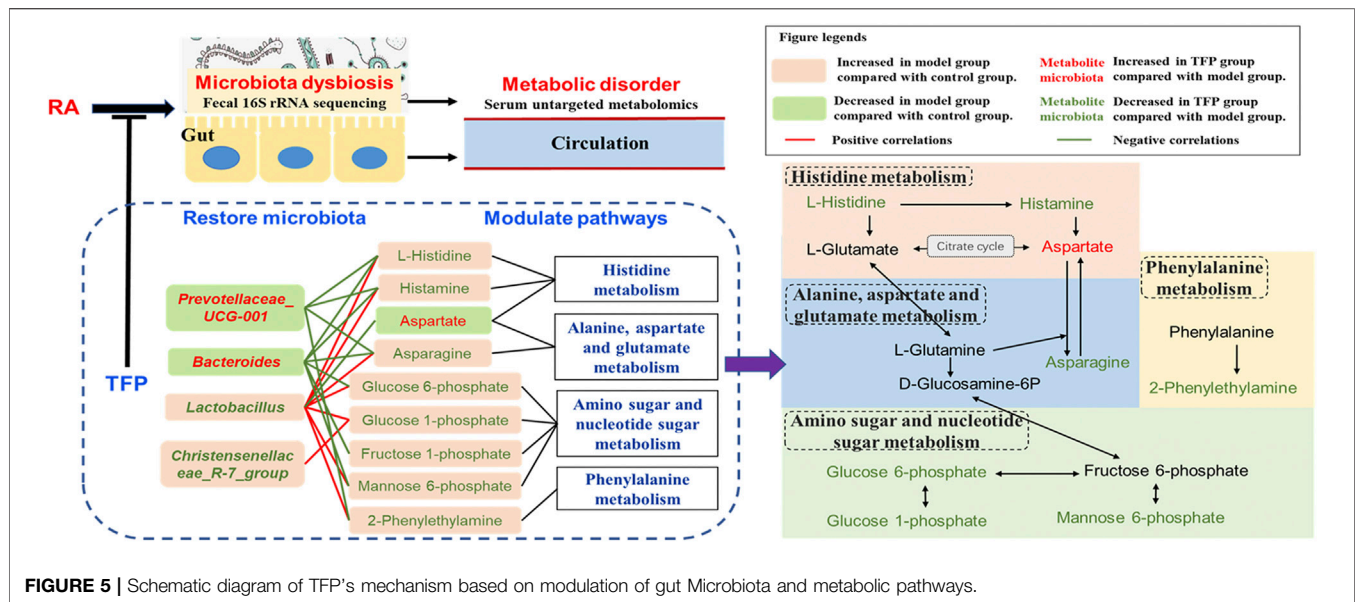 RA
Microbiota dysbiosis
Fecal 16S rRNA sequencing
Gut
Metabolic disorder
Serum untargeted metabolomics
Circulation
TFP
Restore microbiota
Modulate pathways
Prevotellaceae_
UCG-001
Bacteroides
Lactobacillus
Christensenellac
eae_R-7_group
L-Histidine
Histamine
Aspartate
Asparagine
Glucose 6-phosphate
Glucose 1-phosphate
Fructose 1-phosphate
Mannose 6-phosphate
2-Phenylethylamine
Histidine
metabolism
Alanine, aspartate
and glutamate
metabolism
Amino sugar and
nucleotide sugar
metabolism
Phenylalanine
metabolism
Figure legends
Increased in model group
compared with control group.
Decreased in model group
compared with control group.
Positive correlations
Metabolite
microbiota
Increased in TFP group
compared with model group.
Metabolite
microbiota
Decreased in TFP group
compared with model group.
Negative correlations
Histidine metabolism
L-Histidine
Histamine
L-Glutamate
Citrate cycle
Aspartate
Alanine, aspartate and
glutamate metabolism
L-Glutamine
Asparagine
D-Glucosamine-6P
Phenylalanine
metabolism
Phenylalanine
2-Phenylethylamine
Amino sugar and nucleotide
sugar metabolism
Glucose 6-phosphate
Fructose 6-phosphate
Glucose 1-phosphate
Mannose 6-phosphate
FIGURE 5 | Schematic diagram of TFP's mechanism based on modulation of gut Microbiota and metabolic pathways.